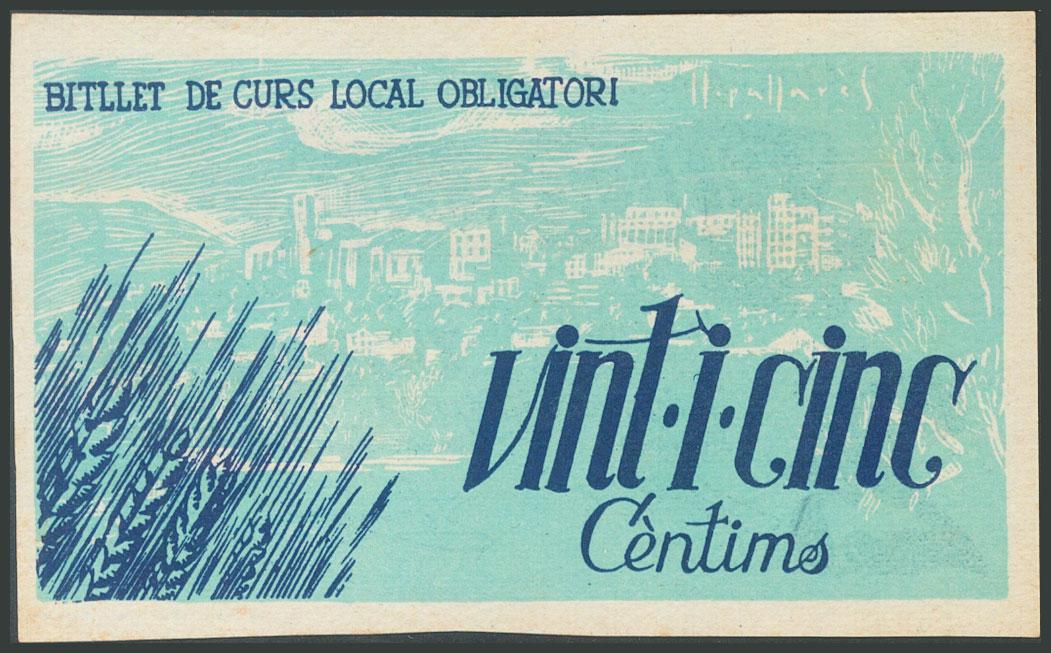 BITLLET DE CURS LOCAL OBLIGATORI
vint·i·cinc
Cèntims